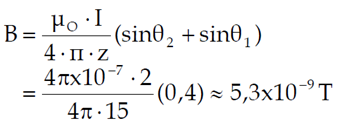 B = μ₀ · I / 4 · π · z (sinθ₂ + sinθ₁)
= 4πx10⁻⁷ · 2 / 4π · 15 (0,4) ≈ 5,3x10⁻⁹ T